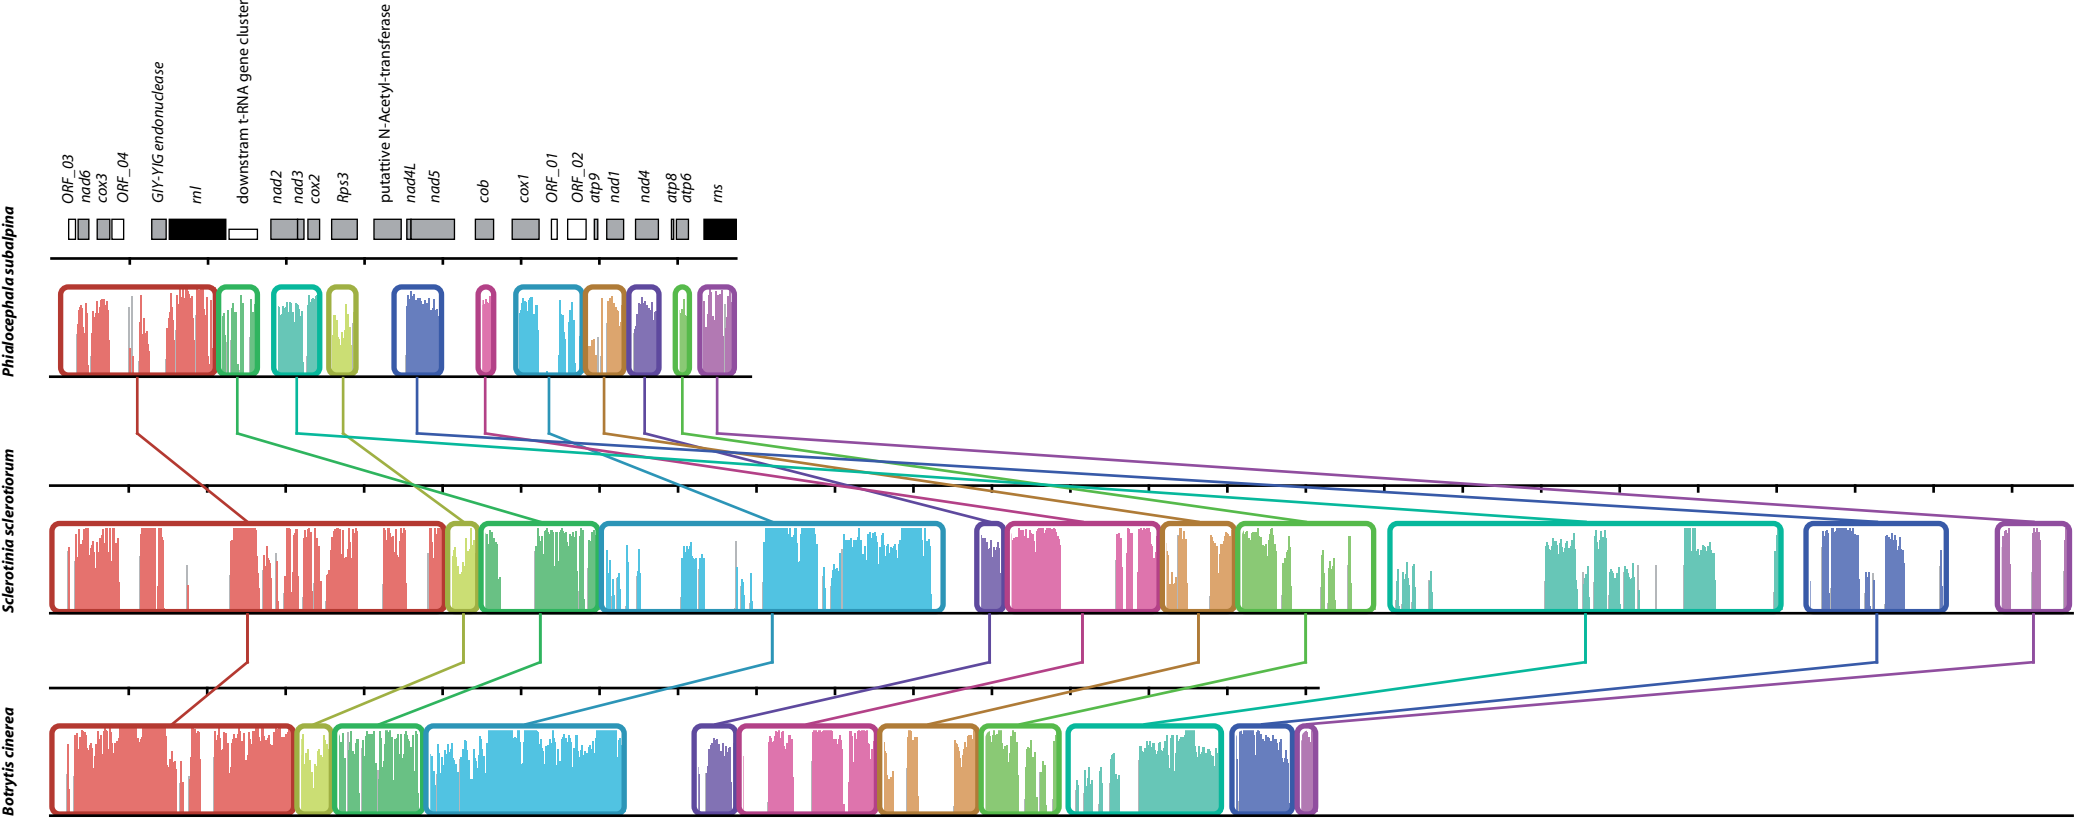 ORF_03
nad6
cox3
ORF_04
GIY-YIG endonuclease
rnl
downstram t-RNA gene cluster
nad2
nad3
cox2
Rps3
putattive N-Acetyl-transferase
nad4L
nad5
cob
cox1
ORF_01
ORF_02
atp9
nad1
nad4
atp8
atp6
rns
Phialocephala subalpina
Sclerotinia sclerotiorum
Botrytis cinerea